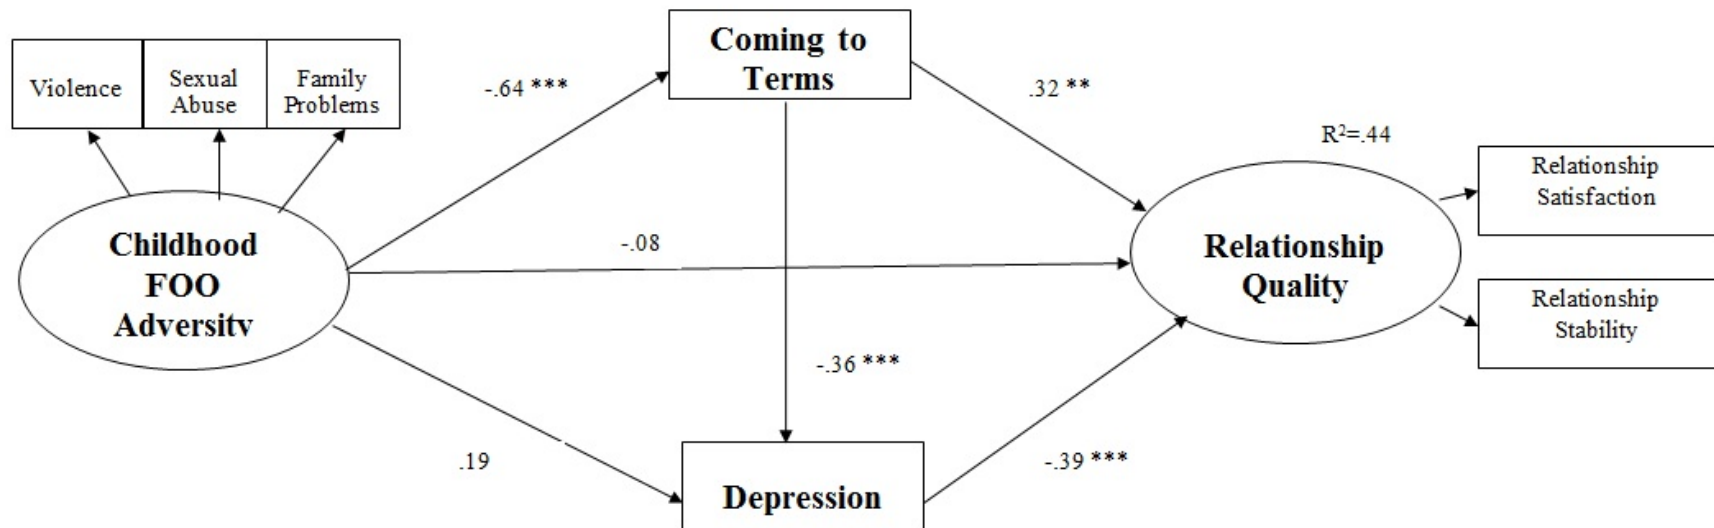 Violence
Sexual
Abuse
Family
Problems
Childhood
FOO
Adversity
-.64 ***
Coming to
Terms
.32 **
-.08
-.36 ***
.19
Depression
-.39 ***
R²=.44
Relationship
Quality
Relationship
Satisfaction
Relationship
Stability